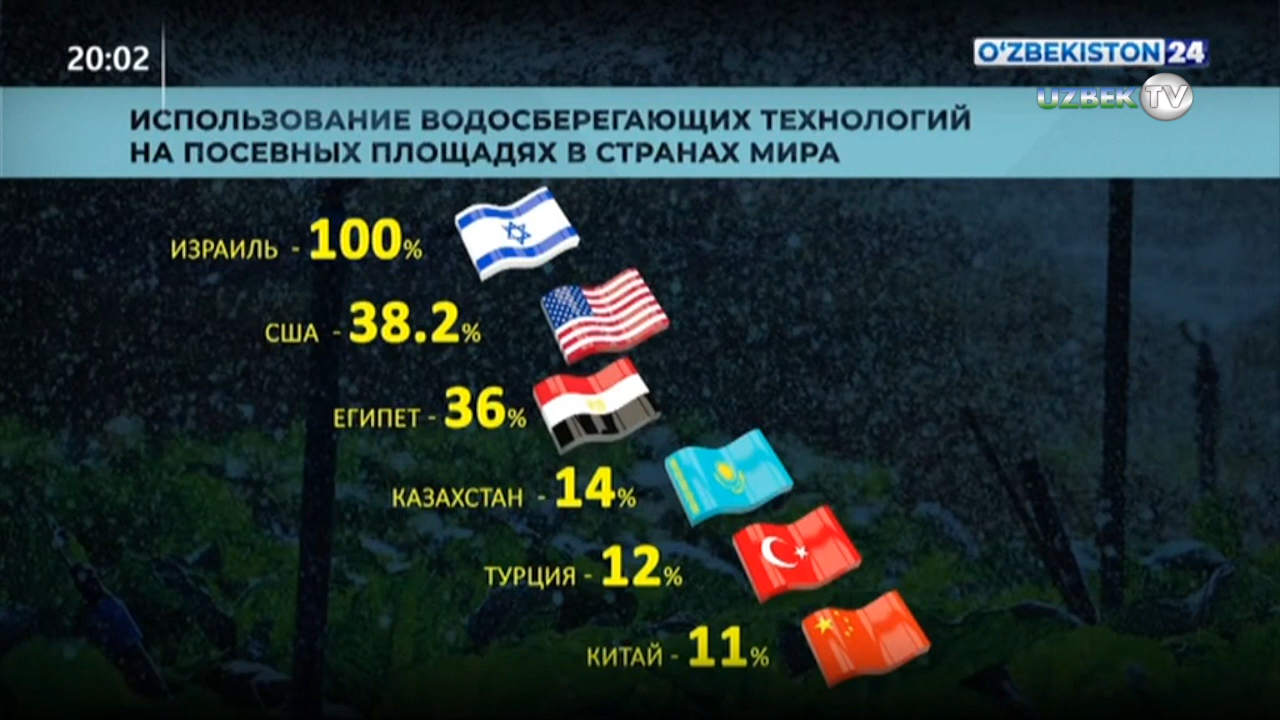 20:02
O‘ZBEKISTON 24
UZBEK TV
ИСПОЛЬЗОВАНИЕ ВОДОСБЕРЕГАЮЩИХ ТЕХНОЛОГИЙ
НА ПОСЕВНЫХ ПЛОЩАДЯХ В СТРАНАХ МИРА
ИЗРАИЛЬ - 100%
США - 38.2%
ЕГИПЕТ - 36%
КАЗАХСТАН - 14%
ТУРЦИЯ - 12%
КИТАЙ - 11%